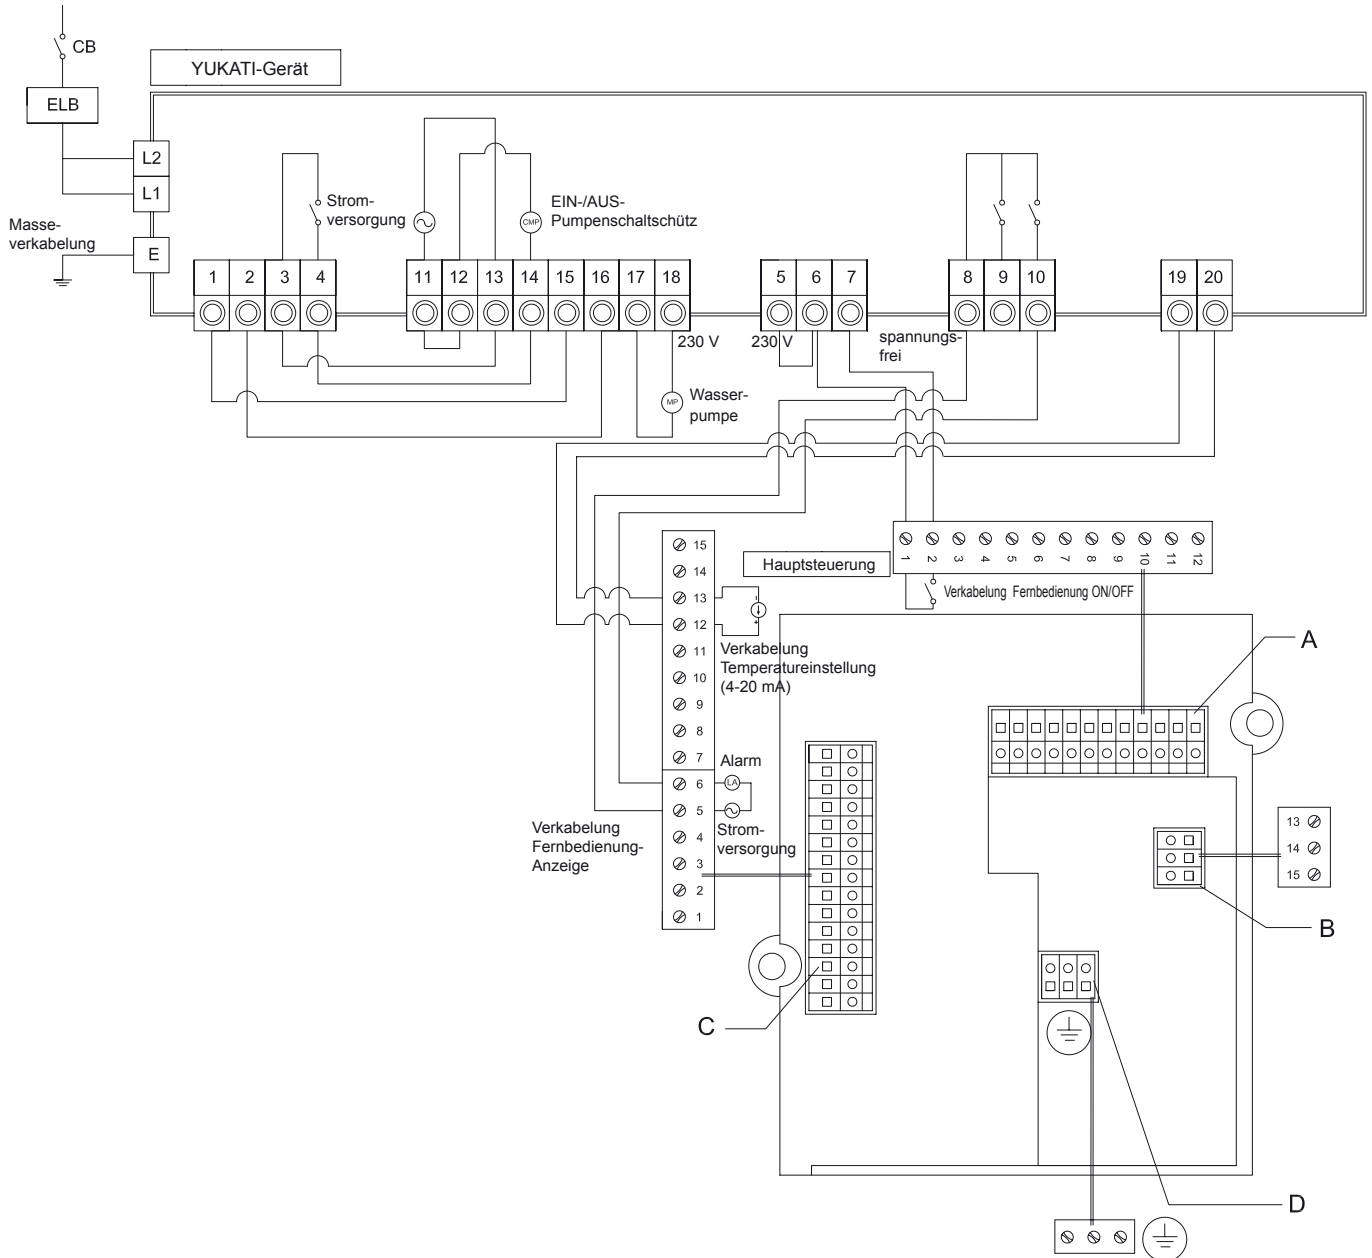 CB
YUKATI-Gerät
ELB
L2
L1
Masse-
verkabelung
E
Strom-
versorgung
CMP
EIN-/AUS-
Pumpenschaltschütz
1 2 3 4
11 12 13 14 15 16 17 18
5 6 7
8 9 10
19 20
230 V
230 V
spannungs-
frei
MP
Wasser-
pumpe
Hauptsteuerung
1 2 3 4 5 6 7 8 9 10 11 12
Verkabelung Fernbedienung ON/OFF
15
14
13
12
11
10
9
8
7
6
5
4
3
2
1
-
+
Verkabelung
Temperatureinstellung
(4-20 mA)
Alarm
LA
Strom-
versorgung
Verkabelung
Fernbedienung-
Anzeige
A
13
14
15
B
C
D